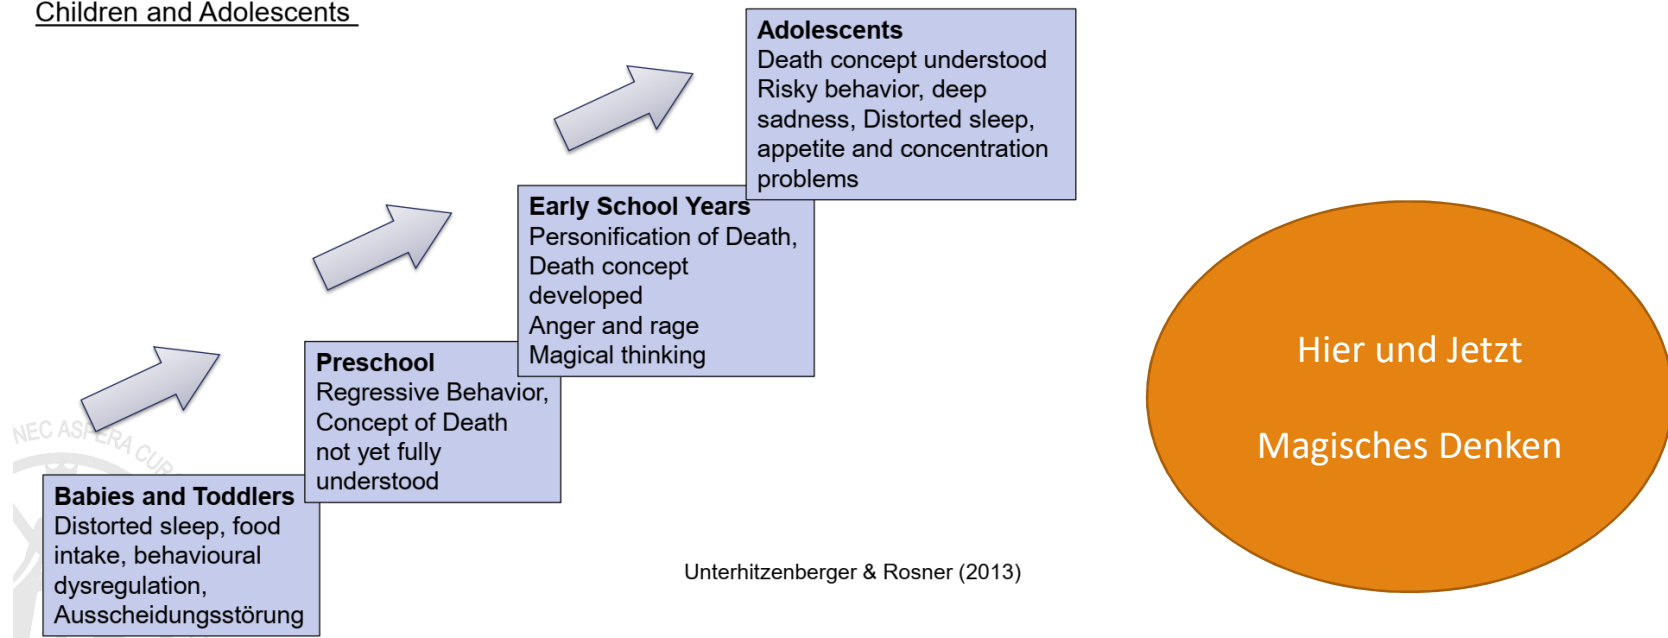 Children and Adolescents
Adolescents
Death concept understood
Risky behavior, deep
sadness, Distorted sleep,
appetite and concentration
problems
Early School Years
Personification of Death,
Death concept
developed
Anger and rage
Magical thinking
Preschool
Regressive Behavior,
Concept of Death
not yet fully
understood
Babies and Toddlers
Distorted sleep, food
intake, behavioural
dysregulation,
Ausscheidungsstörung
Unterhitzenberger & Rosner (2013)
Hier und Jetzt
Magisches Denken
NEC ASPERA